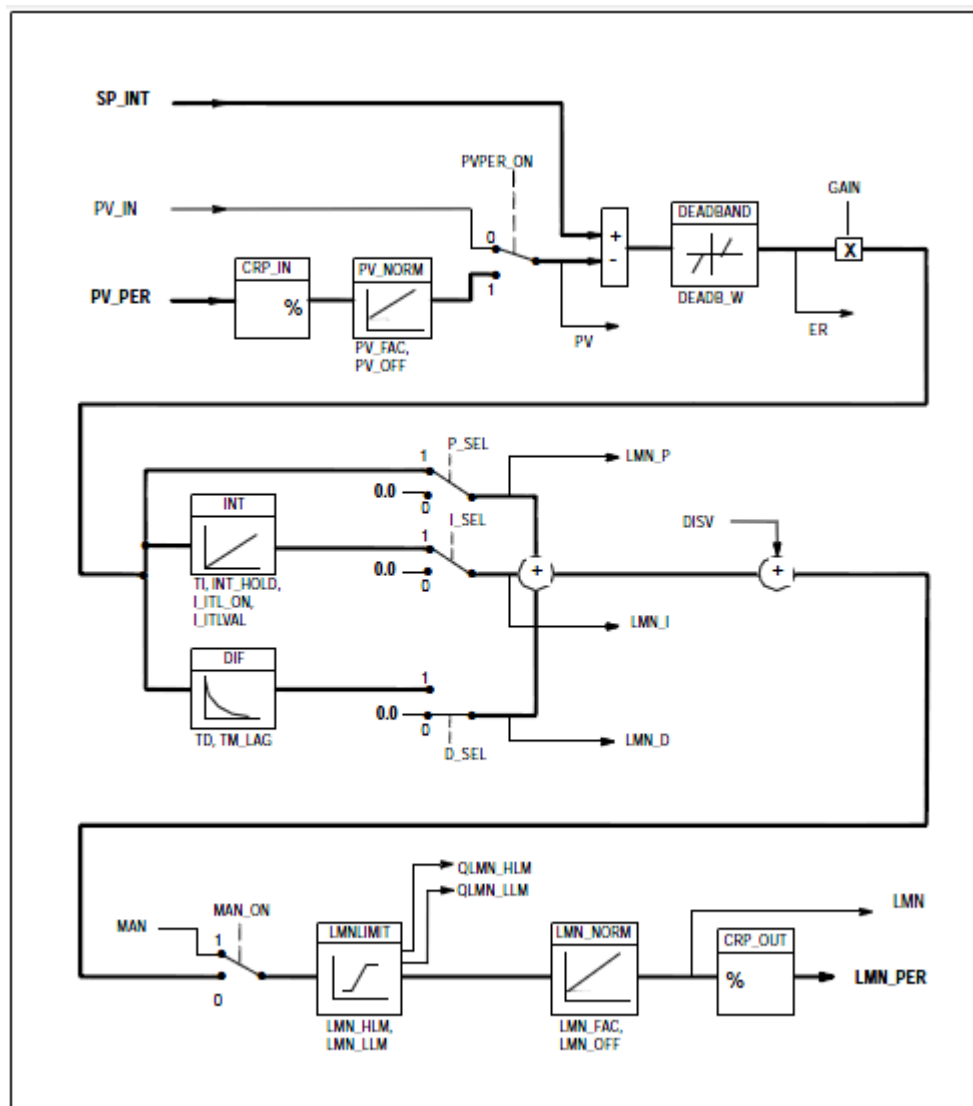 SP_INT
PVPER_ON
GAIN
PV_IN
DEADBAND
0
+
-
X
CRP_IN
PV_NORM
PV_PER
%
1
DEADB_W
ER
PV
PV_FAC,
PV_OFF
P_SEL
1
LMN_P
0.0
0
INT
I_SEL
DISV
1
0.0
+
+
0
TI, INT_HOLD,
I_ITL_ON,
I_ITLVAL
LMN_I
DIF
1
0.0
0
TD, TM_LAG
D_SEL
LMN_D
QLMN_HLM
QLMN_LLM
MAN_ON
LMN
MAN
1
LMNLIMIT
LMN_NORM
CRP_OUT
%
LMN_PER
0
LMN_HLM,
LMN_LLM
LMN_FAC,
LMN_OFF